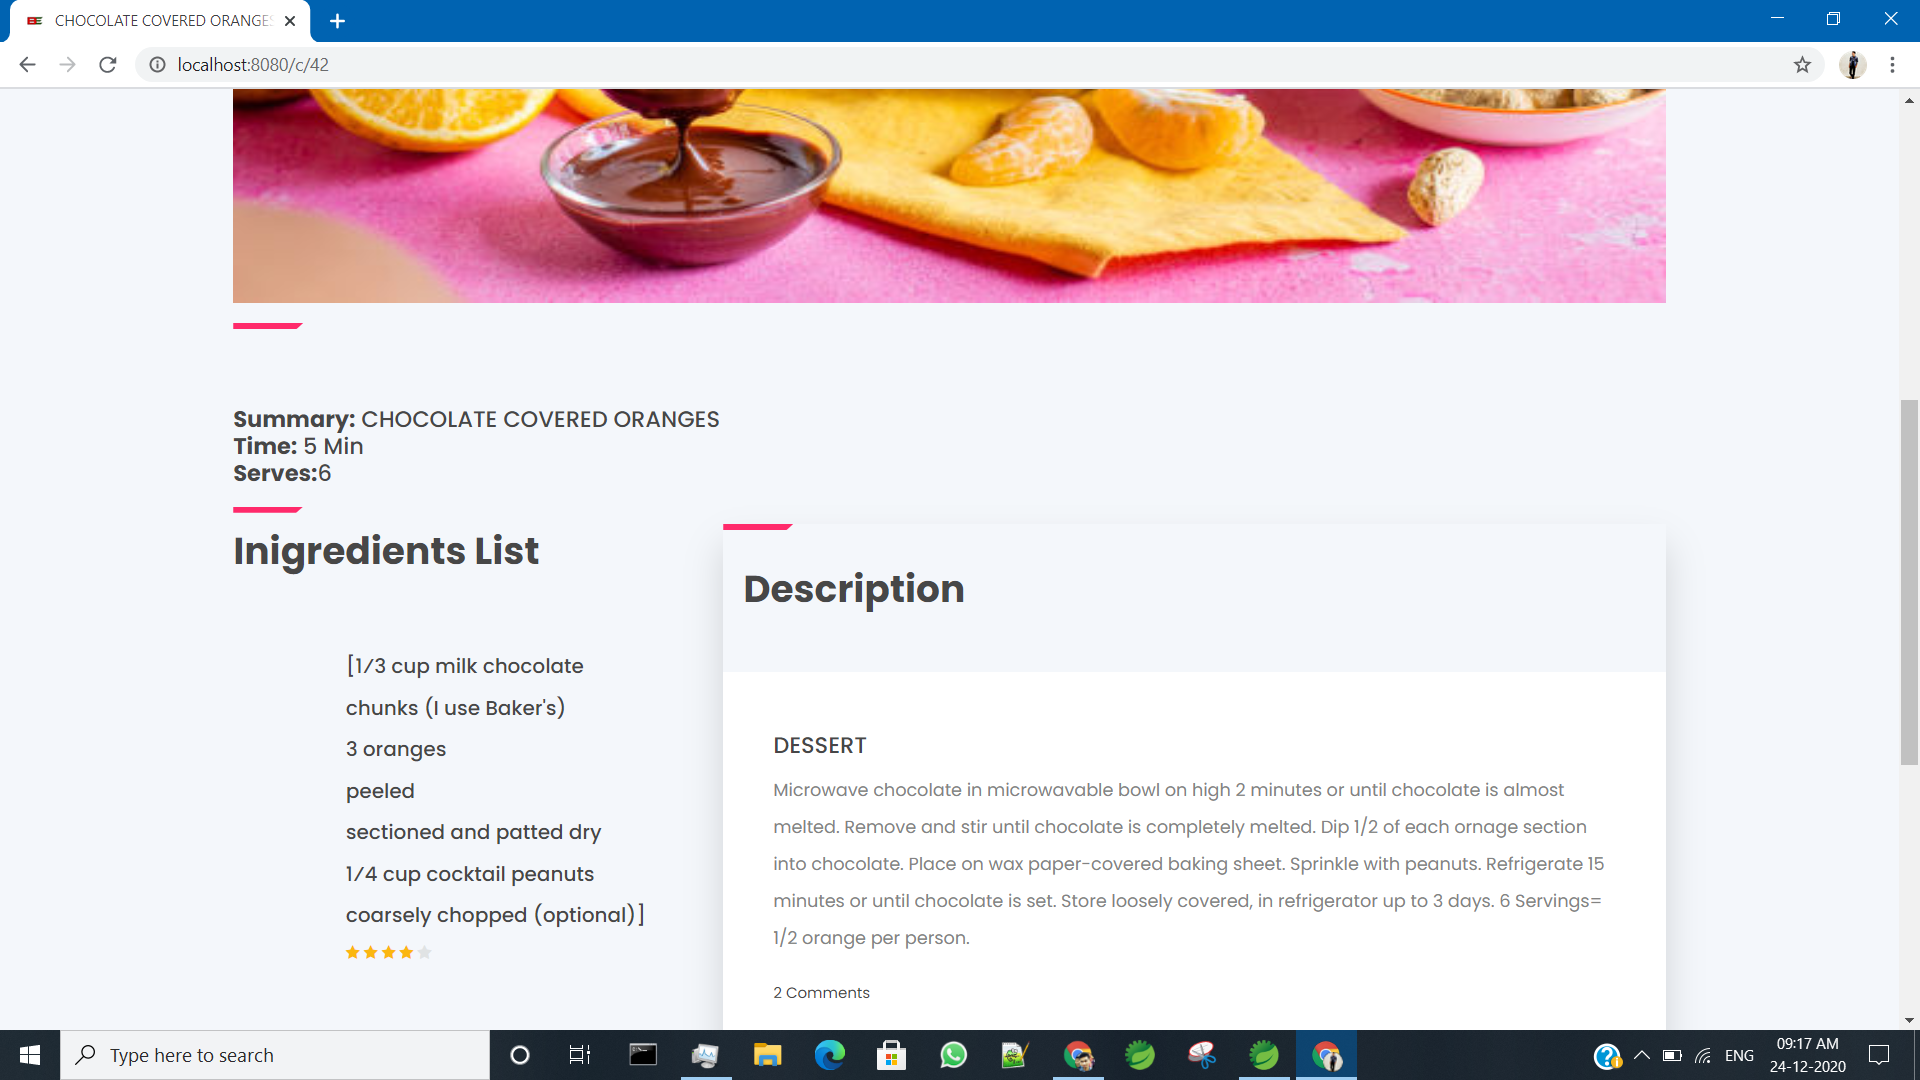 CHOCOLATE COVERED ORANGES
localhost:8080/c/42
Summary: CHOCOLATE COVERED ORANGES
Time: 5 Min
Serves:6
Inigredients List
[1/3 cup milk chocolate
chunks (I use Baker's)
3 oranges
peeled
sectioned and patted dry
1/4 cup cocktail peanuts
coarsely chopped (optional)]
Description
DESSERT
Microwave chocolate in microwavable bowl on high 2 minutes or until chocolate is almost
melted. Remove and stir until chocolate is completely melted. Dip 1/2 of each ornage section
into chocolate. Place on wax paper-covered baking sheet. Sprinkle with peanuts. Refrigerate 15
minutes or until chocolate is set. Store loosely covered, in refrigerator up to 3 days. 6 Servings=
1/2 orange per person.
2 Comments
Type here to search
ENG
09:17 AM
24-12-2020